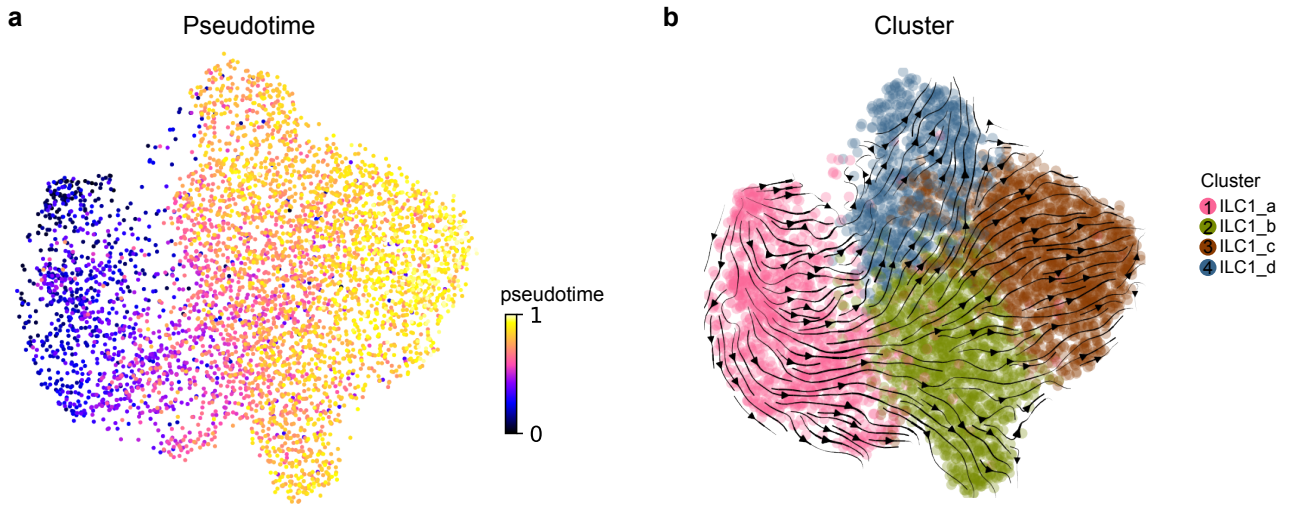 a
Pseudotime
pseudotime
1
0
b
Cluster
Cluster
1 ILC1_a
2 ILC1_b
3 ILC1_c
4 ILC1_d